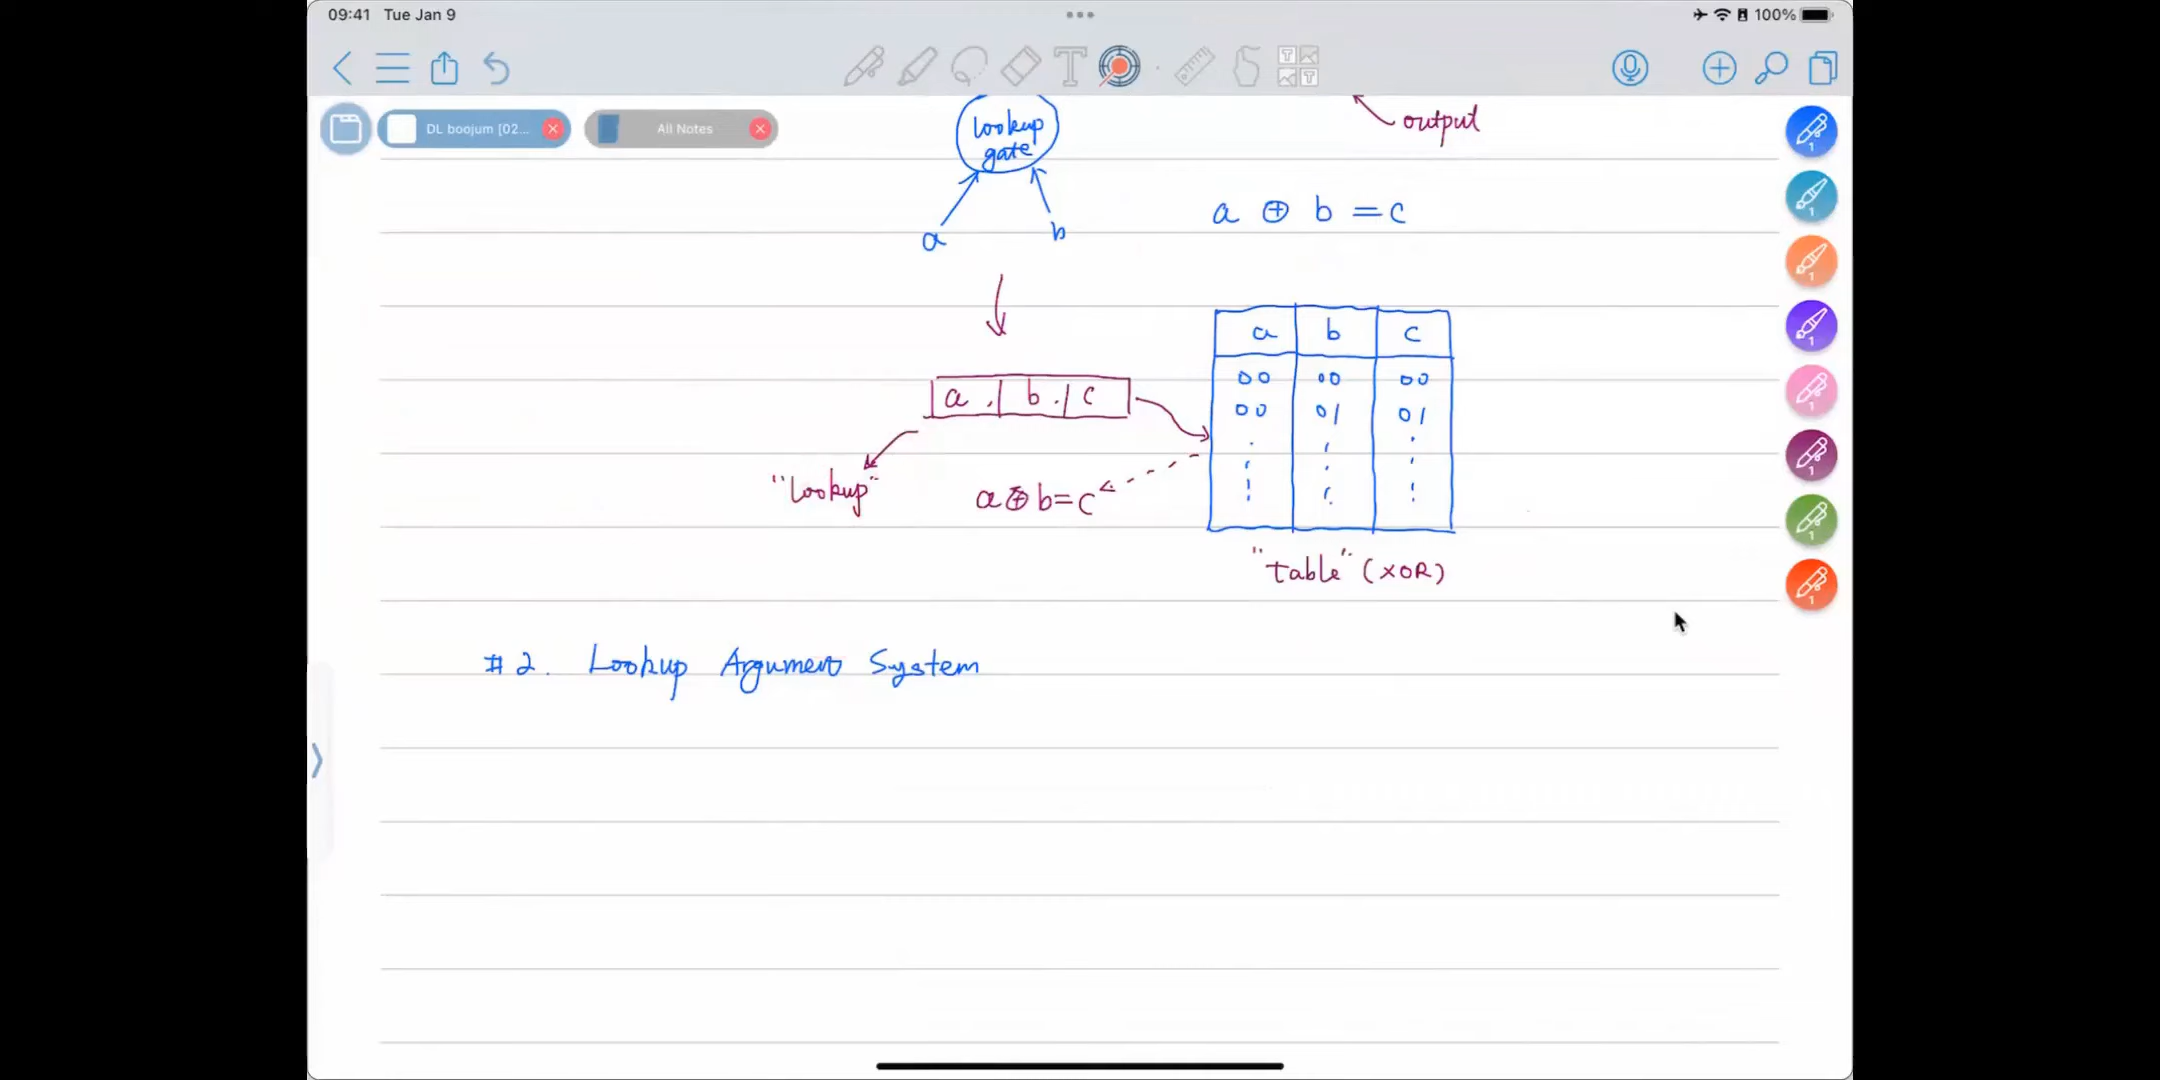 09:41 Tue Jan 9
100%
DL boojum [02...
All Notes
lookup
gate
output
a b
a ⊕ b = c
a b c
00 00 00
00 01 01
a . b . c
"lookup"
a ⊕ b = c
"table" (XOR)
# 2. Lookup Argument System